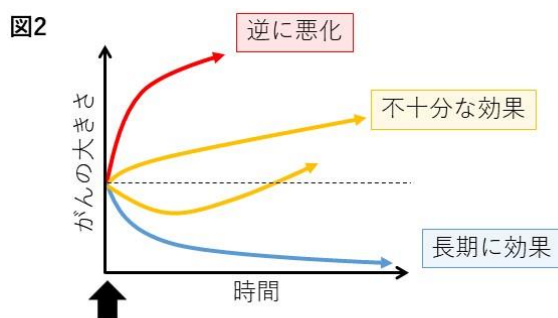 図2
逆に悪化
不十分な効果
がんの大きさ
長期に効果
時間